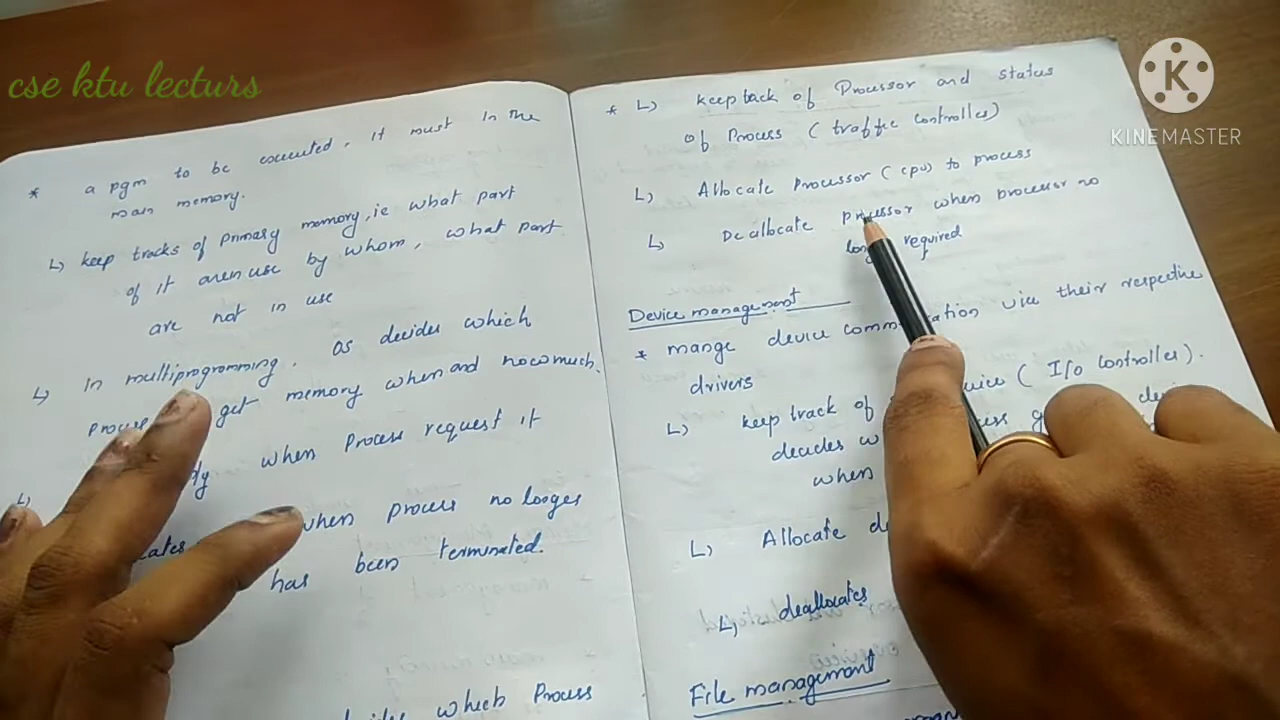 cse ktu lecturs
KINEMASTER
* a pgm to be executed, it must in the
main memory.
↳ keep tracks of primary memory, ie what part
of it are in use by whom, what part
are not in use
↳ In multiprogramming. OS decides which
get memory when and how much.
when process request it
when process no longer
has been terminated.
which Process
* ↳ keep tack of Processor and status
of Process (traffic controller)
↳ Allocate Processor (cpu) to process
↳ Deallocate processor when processor no
required
Device management
* mange device via their respective
drivers
↳ keep track of (I/o controller).
decides
when
↳ Allocate
↳ deallocates
File management